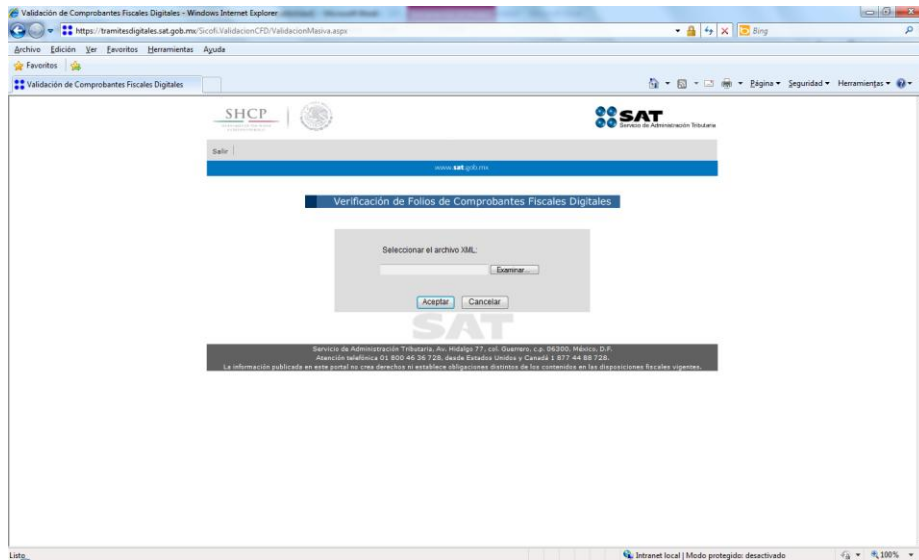 Validación de Comprobantes Fiscales Digitales - Windows Internet Explorer
https://tramitesdigitales.sat.gob.mx/Sicofi.ValidacionCFD/ValidacionMasiva.aspx
Bing
Archivo Edición Ver Favoritos Herramientas Ayuda
Favoritos
Validación de Comprobantes Fiscales Digitales
Página Seguridad Herramientas
SHCP
SAT
Servicio de Administración Tributaria
Salir
www.sat.gob.mx
Verificación de Folios de Comprobantes Fiscales Digitales
Seleccionar el archivo XML:
Examinar...
Aceptar Cancelar
SAT
Servicio de Administración Tributaria, Av. Hidalgo 77, col. Guerrero, c.p. 06300, México, D.F.
Atención telefónica 01 800 46 36 728, desde Estados Unidos y Canadá 1 877 44 88 728.
La información publicada en este portal no crea derechos ni establece obligaciones distintos de los contenidos en las disposiciones fiscales vigentes.
Listo
Intranet local | Modo protegido: desactivado
100%